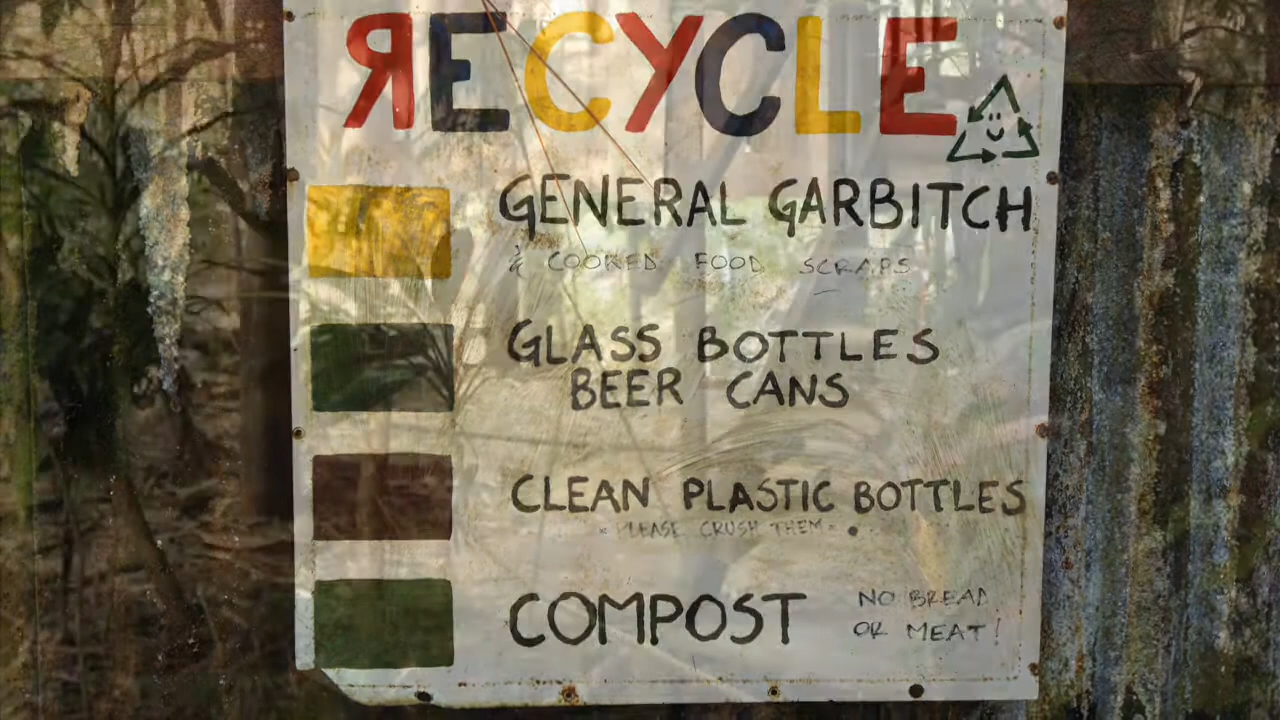 ЯECYCLE
GENERAL GARBITCH
& COOKED FOOD SCRAPS
GLASS BOTTLES
BEER CANS
CLEAN PLASTIC BOTTLES
* PLEASE CRUSH THEM *
COMPOST
NO BREAD
OR MEAT!